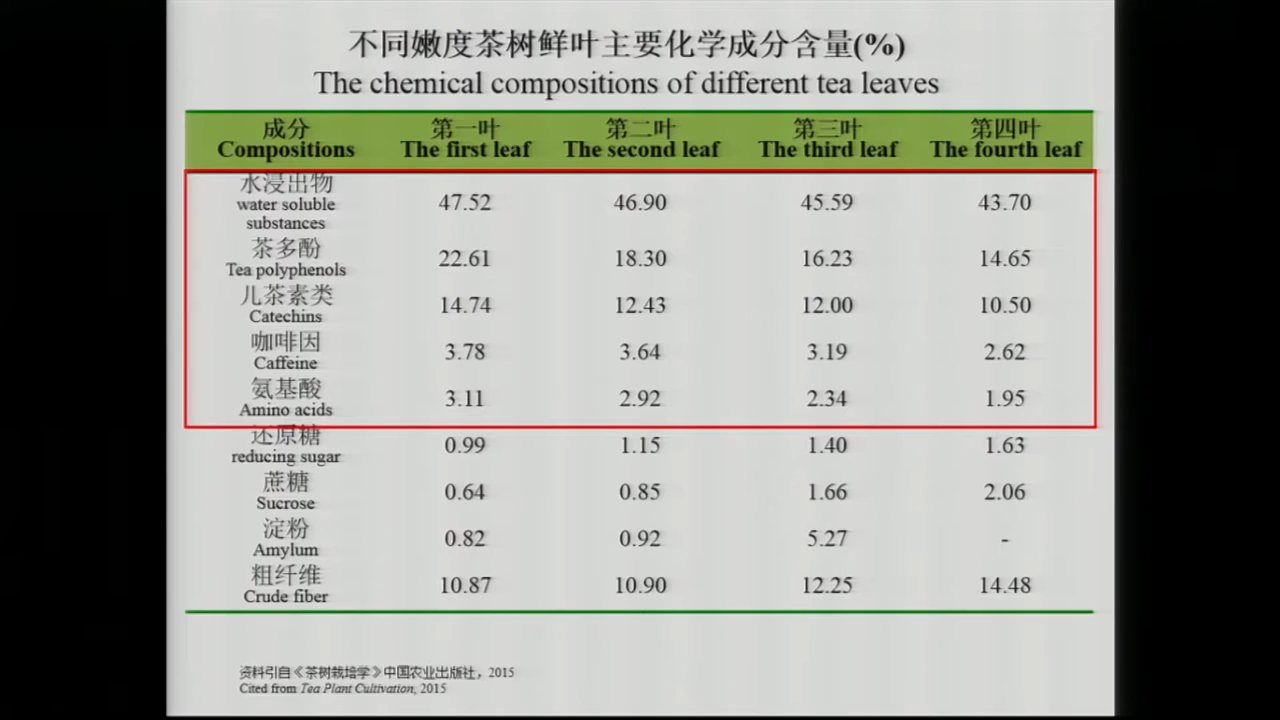 不同嫩度茶树鲜叶主要化学成分含量(%)
The chemical compositions of different tea leaves
成分 第一叶 第二叶 第三叶 第四叶
Compositions The first leaf The second leaf The third leaf The fourth leaf
水浸出物
water soluble
substances
47.52 46.90 45.59 43.70
茶多酚
Tea polyphenols
22.61 18.30 16.23 14.65
儿茶素类
Catechins
14.74 12.43 12.00 10.50
咖啡因
Caffeine
3.78 3.64 3.19 2.62
氨基酸
Amino acids
3.11 2.92 2.34 1.95
还原糖
reducing sugar
0.99 1.15 1.40 1.63
蔗糖
Sucrose
0.64 0.85 1.66 2.06
淀粉
Amylum
0.82 0.92 5.27 -
粗纤维
Crude fiber
10.87 10.90 12.25 14.48
资料引自《茶树栽培学》中国农业出版社，2015
Cited from Tea Plant Cultivation, 2015